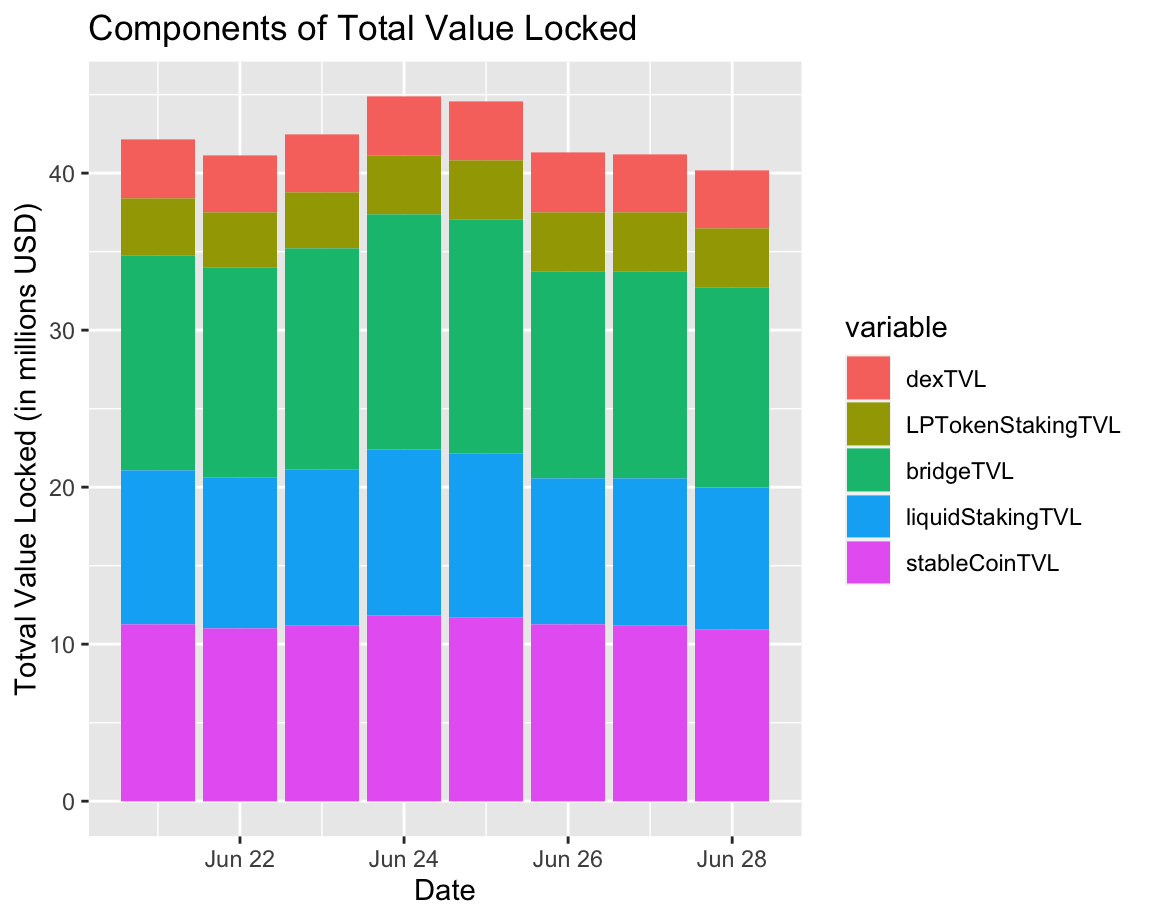 Components of Total Value Locked
Totval Value Locked (in millions USD)
40
30
20
10
0
Jun 22
Jun 24
Jun 26
Jun 28
Date
variable
dexTVL
LPTokenStakingTVL
bridgeTVL
liquidStakingTVL
stableCoinTVL